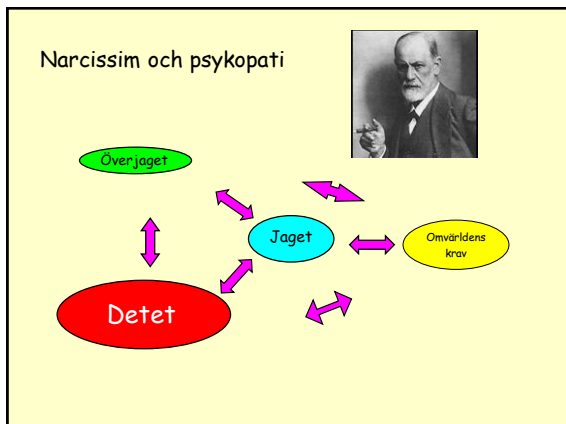 Narcissim och psykopati
Överjaget
Jaget
Omvärldens
krav
Detet